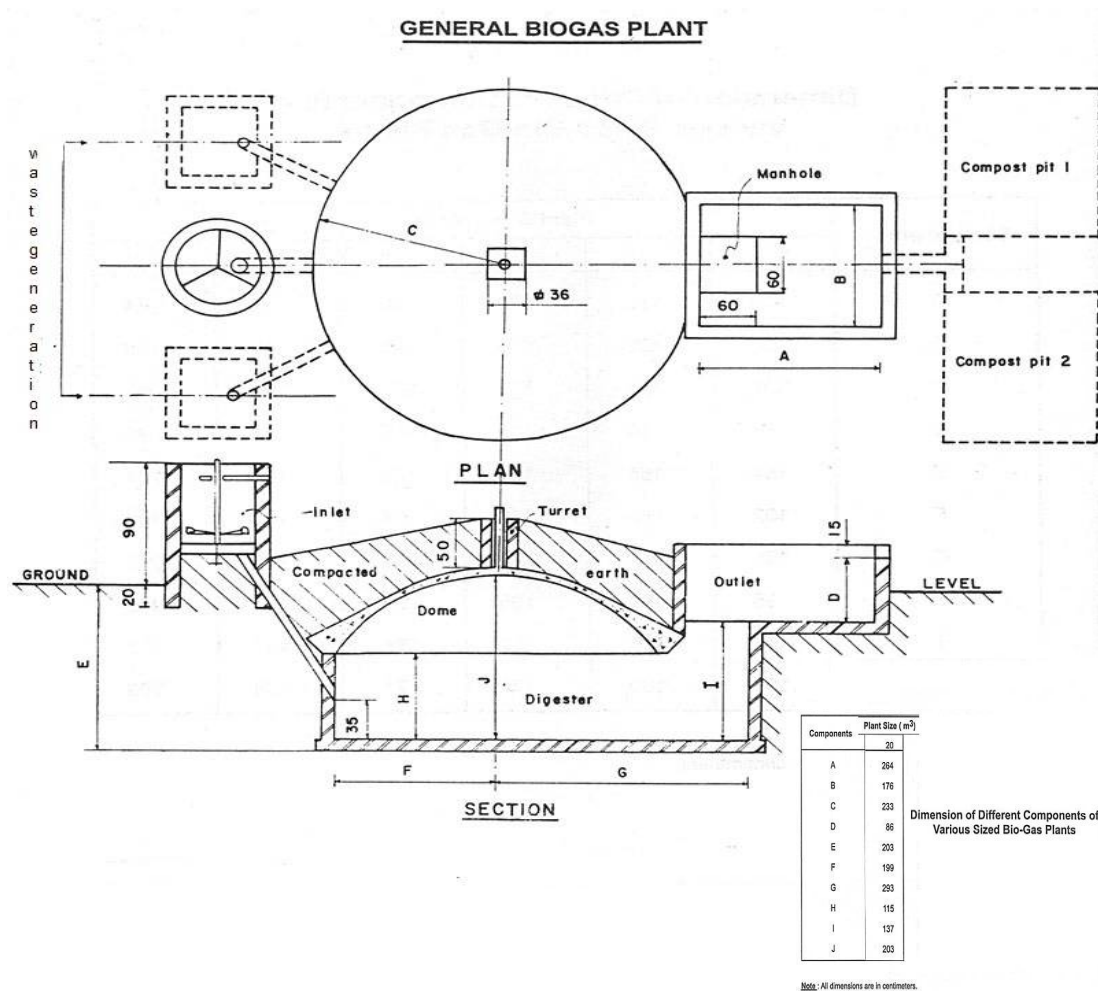 GENERAL BIOGAS PLANT
wastegeneration
C
Manhole
Compost pit 1
60
B
ϕ 36
60
A
Compost pit 2
PLAN
90
Inlet
50
Turret
15
GROUND
Compacted
earth
Outlet
LEVEL
20
Dome
D
E
J
I
H
Digester
35
F
G
SECTION
Components
Plant Size ( m³)
20
A 264
B 176
C 233
D 86
E 203
F 199
G 293
H 115
I 137
J 203
Dimension of Different Components of
Various Sized Bio-Gas Plants
Note : All dimensions are in centimeters.